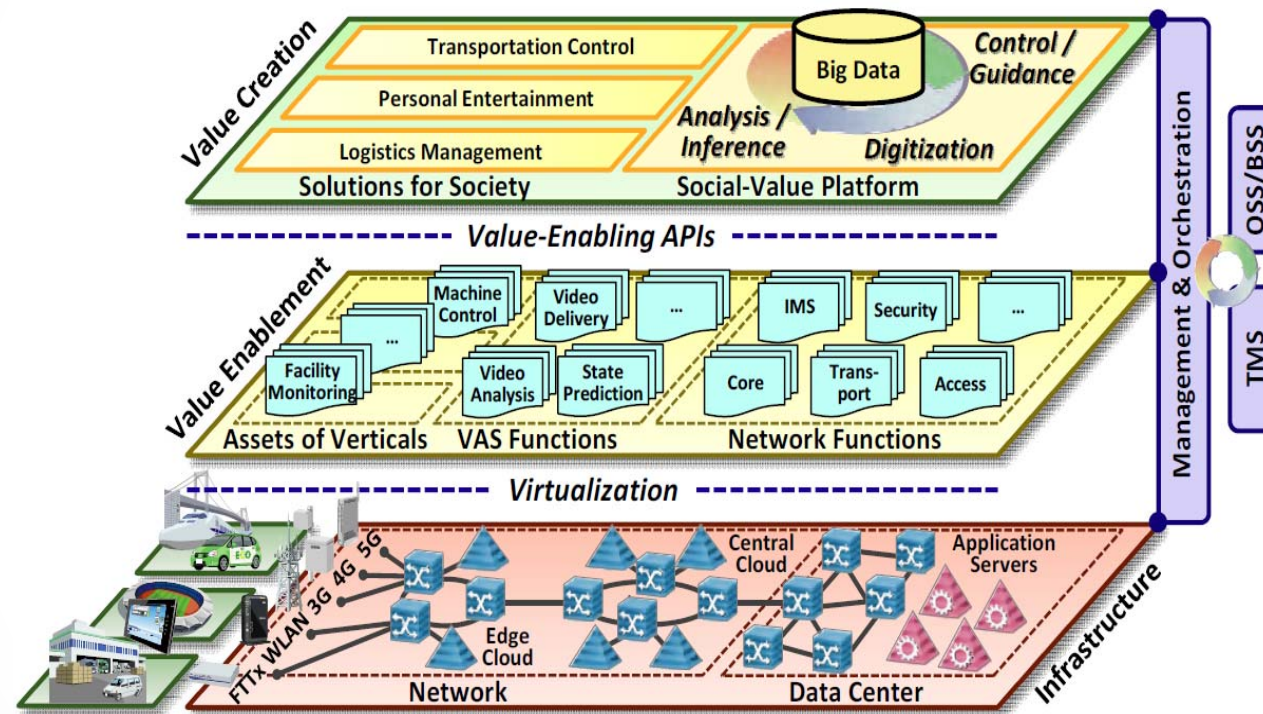 Value Creation
Transportation Control
Personal Entertainment
Logistics Management
Solutions for Society
Big Data
Control /
Guidance
Analysis /
Inference
Digitization
Social-Value Platform
Value-Enabling APIs
Value Enablement
Machine
Control
...
Facility
Monitoring
Assets of Verticals
Video
Delivery
...
Video
Analysis
State
Prediction
VAS Functions
IMS
Security
...
Core
Trans-
port
Access
Network Functions
Virtualization
5G
4G
3G
WLAN
FTTx
Edge
Cloud
Central
Cloud
Network
Application
Servers
Data Center
Infrastructure
Management & Orchestration
OSS/BSS
TMS